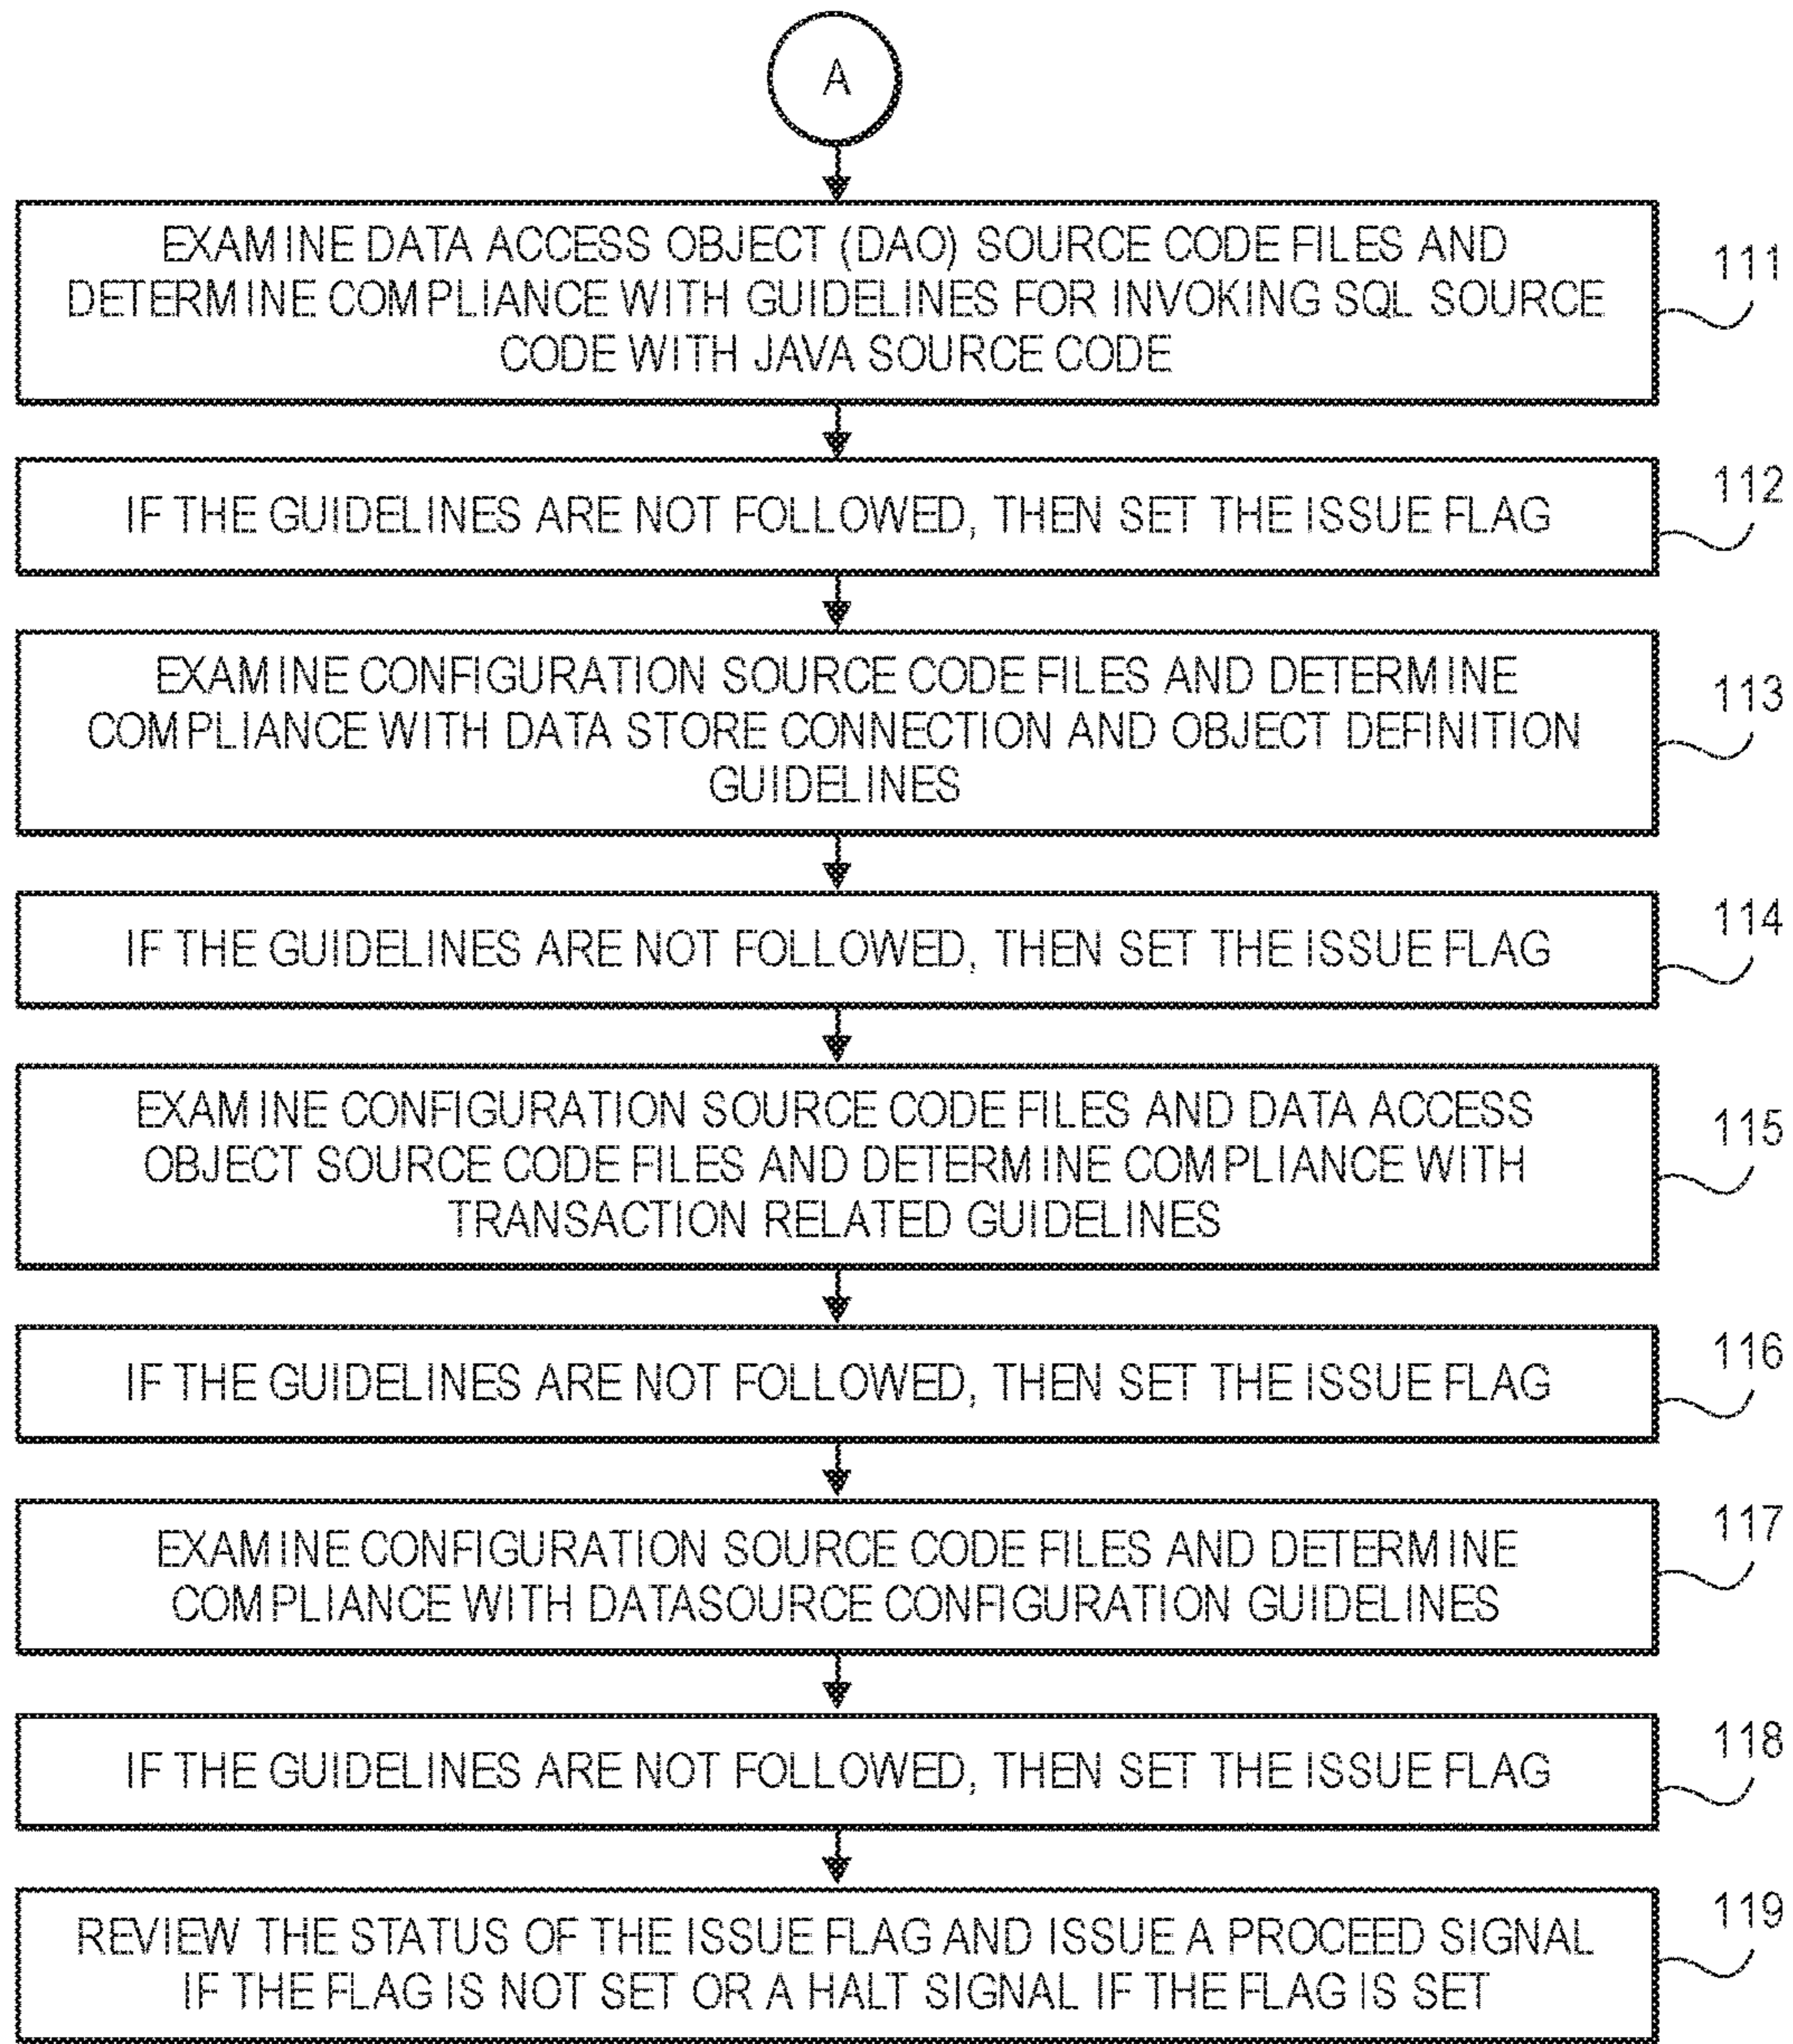 A
EXAMINE DATA ACCESS OBJECT (DAO) SOURCE CODE FILES AND
DETERMINE COMPLIANCE WITH GUIDELINES FOR INVOKING SQL SOURCE
CODE WITH JAVA SOURCE CODE
111
IF THE GUIDELINES ARE NOT FOLLOWED, THEN SET THE ISSUE FLAG
112
EXAMINE CONFIGURATION SOURCE CODE FILES AND DETERMINE
COMPLIANCE WITH DATA STORE CONNECTION AND OBJECT DEFINITION
GUIDELINES
113
IF THE GUIDELINES ARE NOT FOLLOWED, THEN SET THE ISSUE FLAG
114
EXAMINE CONFIGURATION SOURCE CODE FILES AND DATA ACCESS
OBJECT SOURCE CODE FILES AND DETERMINE COMPLIANCE WITH
TRANSACTION RELATED GUIDELINES
115
IF THE GUIDELINES ARE NOT FOLLOWED, THEN SET THE ISSUE FLAG
116
EXAMINE CONFIGURATION SOURCE CODE FILES AND DETERMINE
COMPLIANCE WITH DATASOURCE CONFIGURATION GUIDELINES
117
IF THE GUIDELINES ARE NOT FOLLOWED, THEN SET THE ISSUE FLAG
118
REVIEW THE STATUS OF THE ISSUE FLAG AND ISSUE A PROCEED SIGNAL
IF THE FLAG IS NOT SET OR A HALT SIGNAL IF THE FLAG IS SET
119